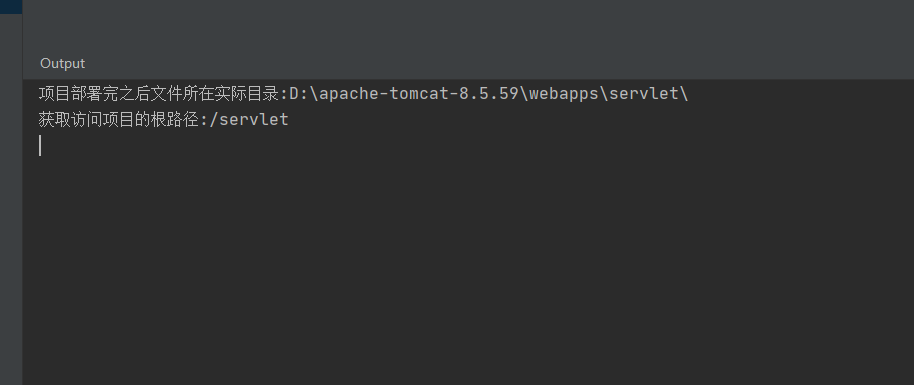 Output
项目部署完之后文件所在实际目录:D:\apache-tomcat-8.5.59\webapps\servlet\
获取访问项目的根路径:/servlet